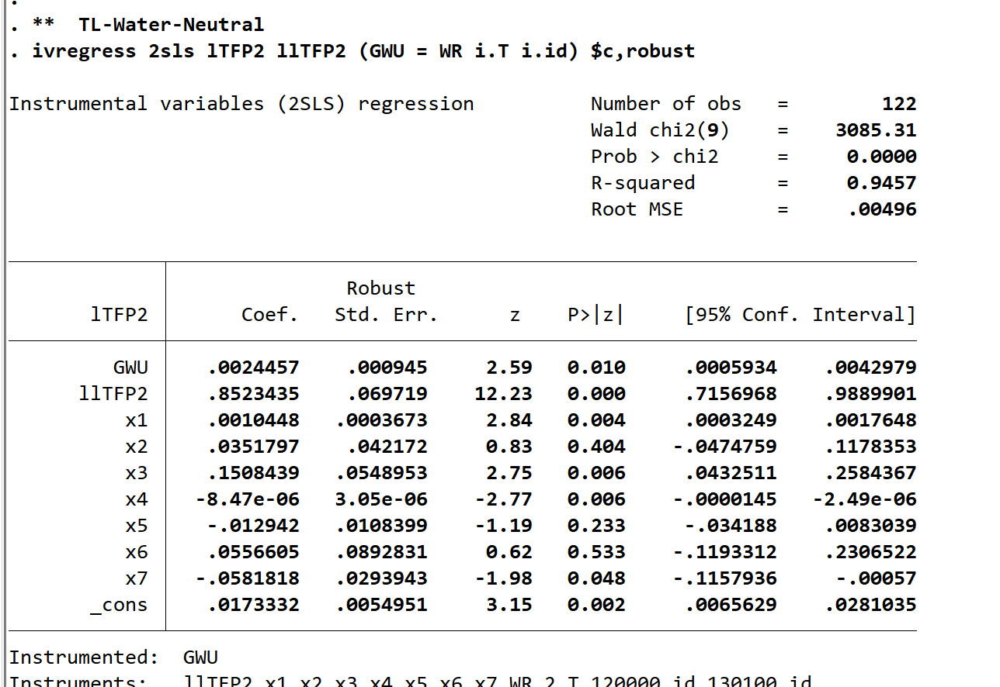 .
. ** TL-Water-Neutral
. ivregress 2sls lTFP2 llTFP2 (GWU = WR i.T i.id) $c,robust
Instrumental variables (2SLS) regression Number of obs = 122
Wald chi2(9) = 3085.31
Prob > chi2 = 0.0000
R-squared = 0.9457
Root MSE = .00496
Robust
lTFP2 Coef. Std. Err. z P>|z| [95% Conf. Interval]
GWU .0024457 .000945 2.59 0.010 .0005934 .0042979
llTFP2 .8523435 .069719 12.23 0.000 .7156968 .9889901
x1 .0010448 .0003673 2.84 0.004 .0003249 .0017648
x2 .0351797 .042172 0.83 0.404 -.0474759 .1178353
x3 .1508439 .0548953 2.75 0.006 .0432511 .2584367
x4 -8.47e-06 3.05e-06 -2.77 0.006 -.0000145 -2.49e-06
x5 -.012942 .0108399 -1.19 0.233 -.034188 .0083039
x6 .0556605 .0892831 0.62 0.533 -.1193312 .2306522
x7 -.0581818 .0293943 -1.98 0.048 -.1157936 -.00057
_cons .0173332 .0054951 3.15 0.002 .0065629 .0281035
Instrumented: GWU
Instruments: llTFP2 x1 x2 x3 x4 x5 x6 x7 WR 2.T 120000.id 130100.id